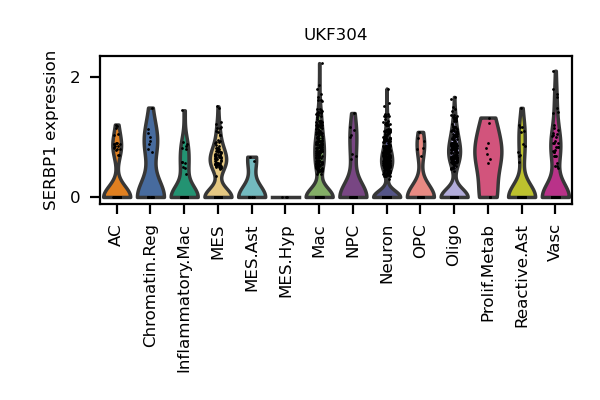 UKF304
SERBP1 expression
2
0
AC
Chromatin.Reg
Inflammatory.Mac
MES
MES.Ast
MES.Hyp
Mac
NPC
Neuron
OPC
Oligo
Prolif.Metab
Reactive.Ast
Vasc